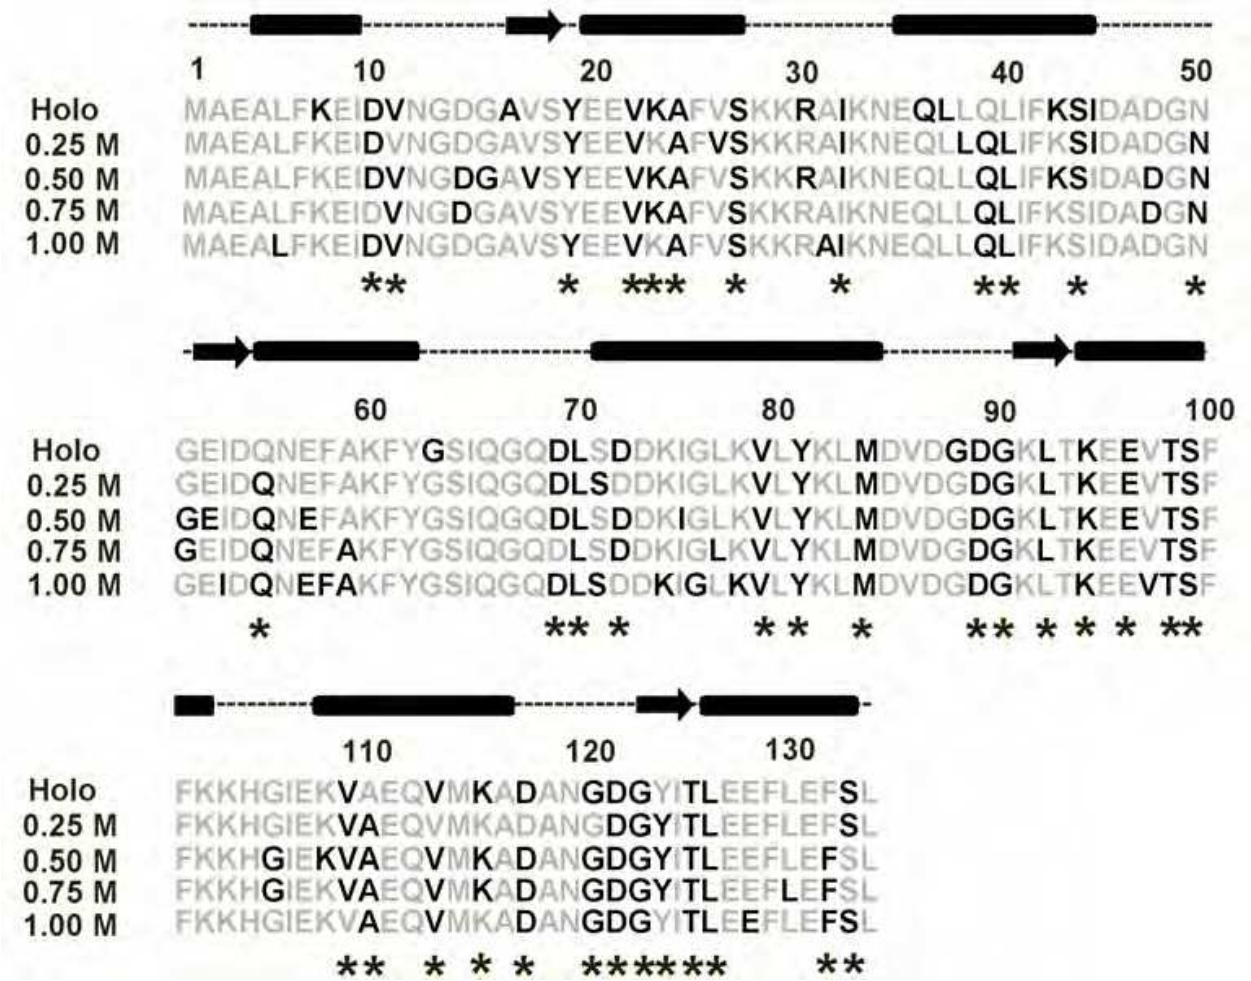 1 10 20 30 40 50
Holo MAEALFKEIDVNGDGAVSYEEVKAFVSKKRAIKNEQLLQLIFKSIDADGN
0.25 M MAEALFKEIDVNGDGAVSYEEVKAFVSKKRAIKNEQLLQLIFKSIDADGN
0.50 M MAEALFKEIDVNGDGAVSYEEVKAFVSKKRAIKNEQLLQLIFKSIDADGN
0.75 M MAEALFKEIDVNGDGAVSYEEVKAFVSKKRAIKNEQLLQLIFKSIDADGN
1.00 M MAEALFKEIDVNGDGAVSYEEVKAFVSKKRAIKNEQLLQLIFKSIDADGN
** * *** * * ** * *
60 70 80 90 100
Holo GEIDQNEFAKFYGSIQGQDLSDDKIGLKVLYKLMDVDGDGKLTKEEVTSF
0.25 M GEIDQNEFAKFYGSIQGQDLSDDKIGLKVLYKLMDVDGDGKLTKEEVTSF
0.50 M GEIDQNEFAKFYGSIQGQDLSDDKIGLKVLYKLMDVDGDGKLTKEEVTSF
0.75 M GEIDQNEFAKFYGSIQGQDLSDDKIGLKVLYKLMDVDGDGKLTKEEVTSF
1.00 M GEIDQNEFAKFYGSIQGQDLSDDKIGLKVLYKLMDVDGDGKLTKEEVTSF
* ** * * * * ** * * * **
110 120 130
Holo FKKHGIEKVAEQVMKADANGDGYITLEEFLEFSL
0.25 M FKKHGIEKVAEQVMKADANGDGYITLEEFLEFSL
0.50 M FKKHGIEKVAEQVMKADANGDGYITLEEFLEFSL
0.75 M FKKHGIEKVAEQVMKADANGDGYITLEEFLEFSL
1.00 M FKKHGIEKVAEQVMKADANGDGYITLEEFLEFSL
** * * * ****** **